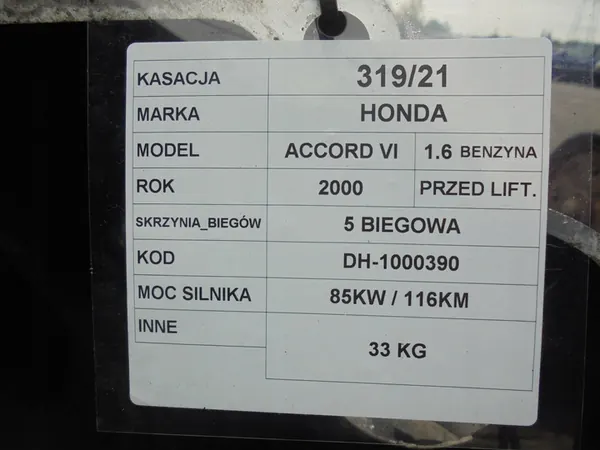 KASACJA 319/21
MARKA HONDA
MODEL ACCORD VI 1.6 BENZYNA
ROK 2000 PRZED LIFT.
SKRZYNIA_BIEGÓW 5 BIEGOWA
KOD DH-1000390
MOC SILNIKA 85KW / 116KM
INNE 33 KG